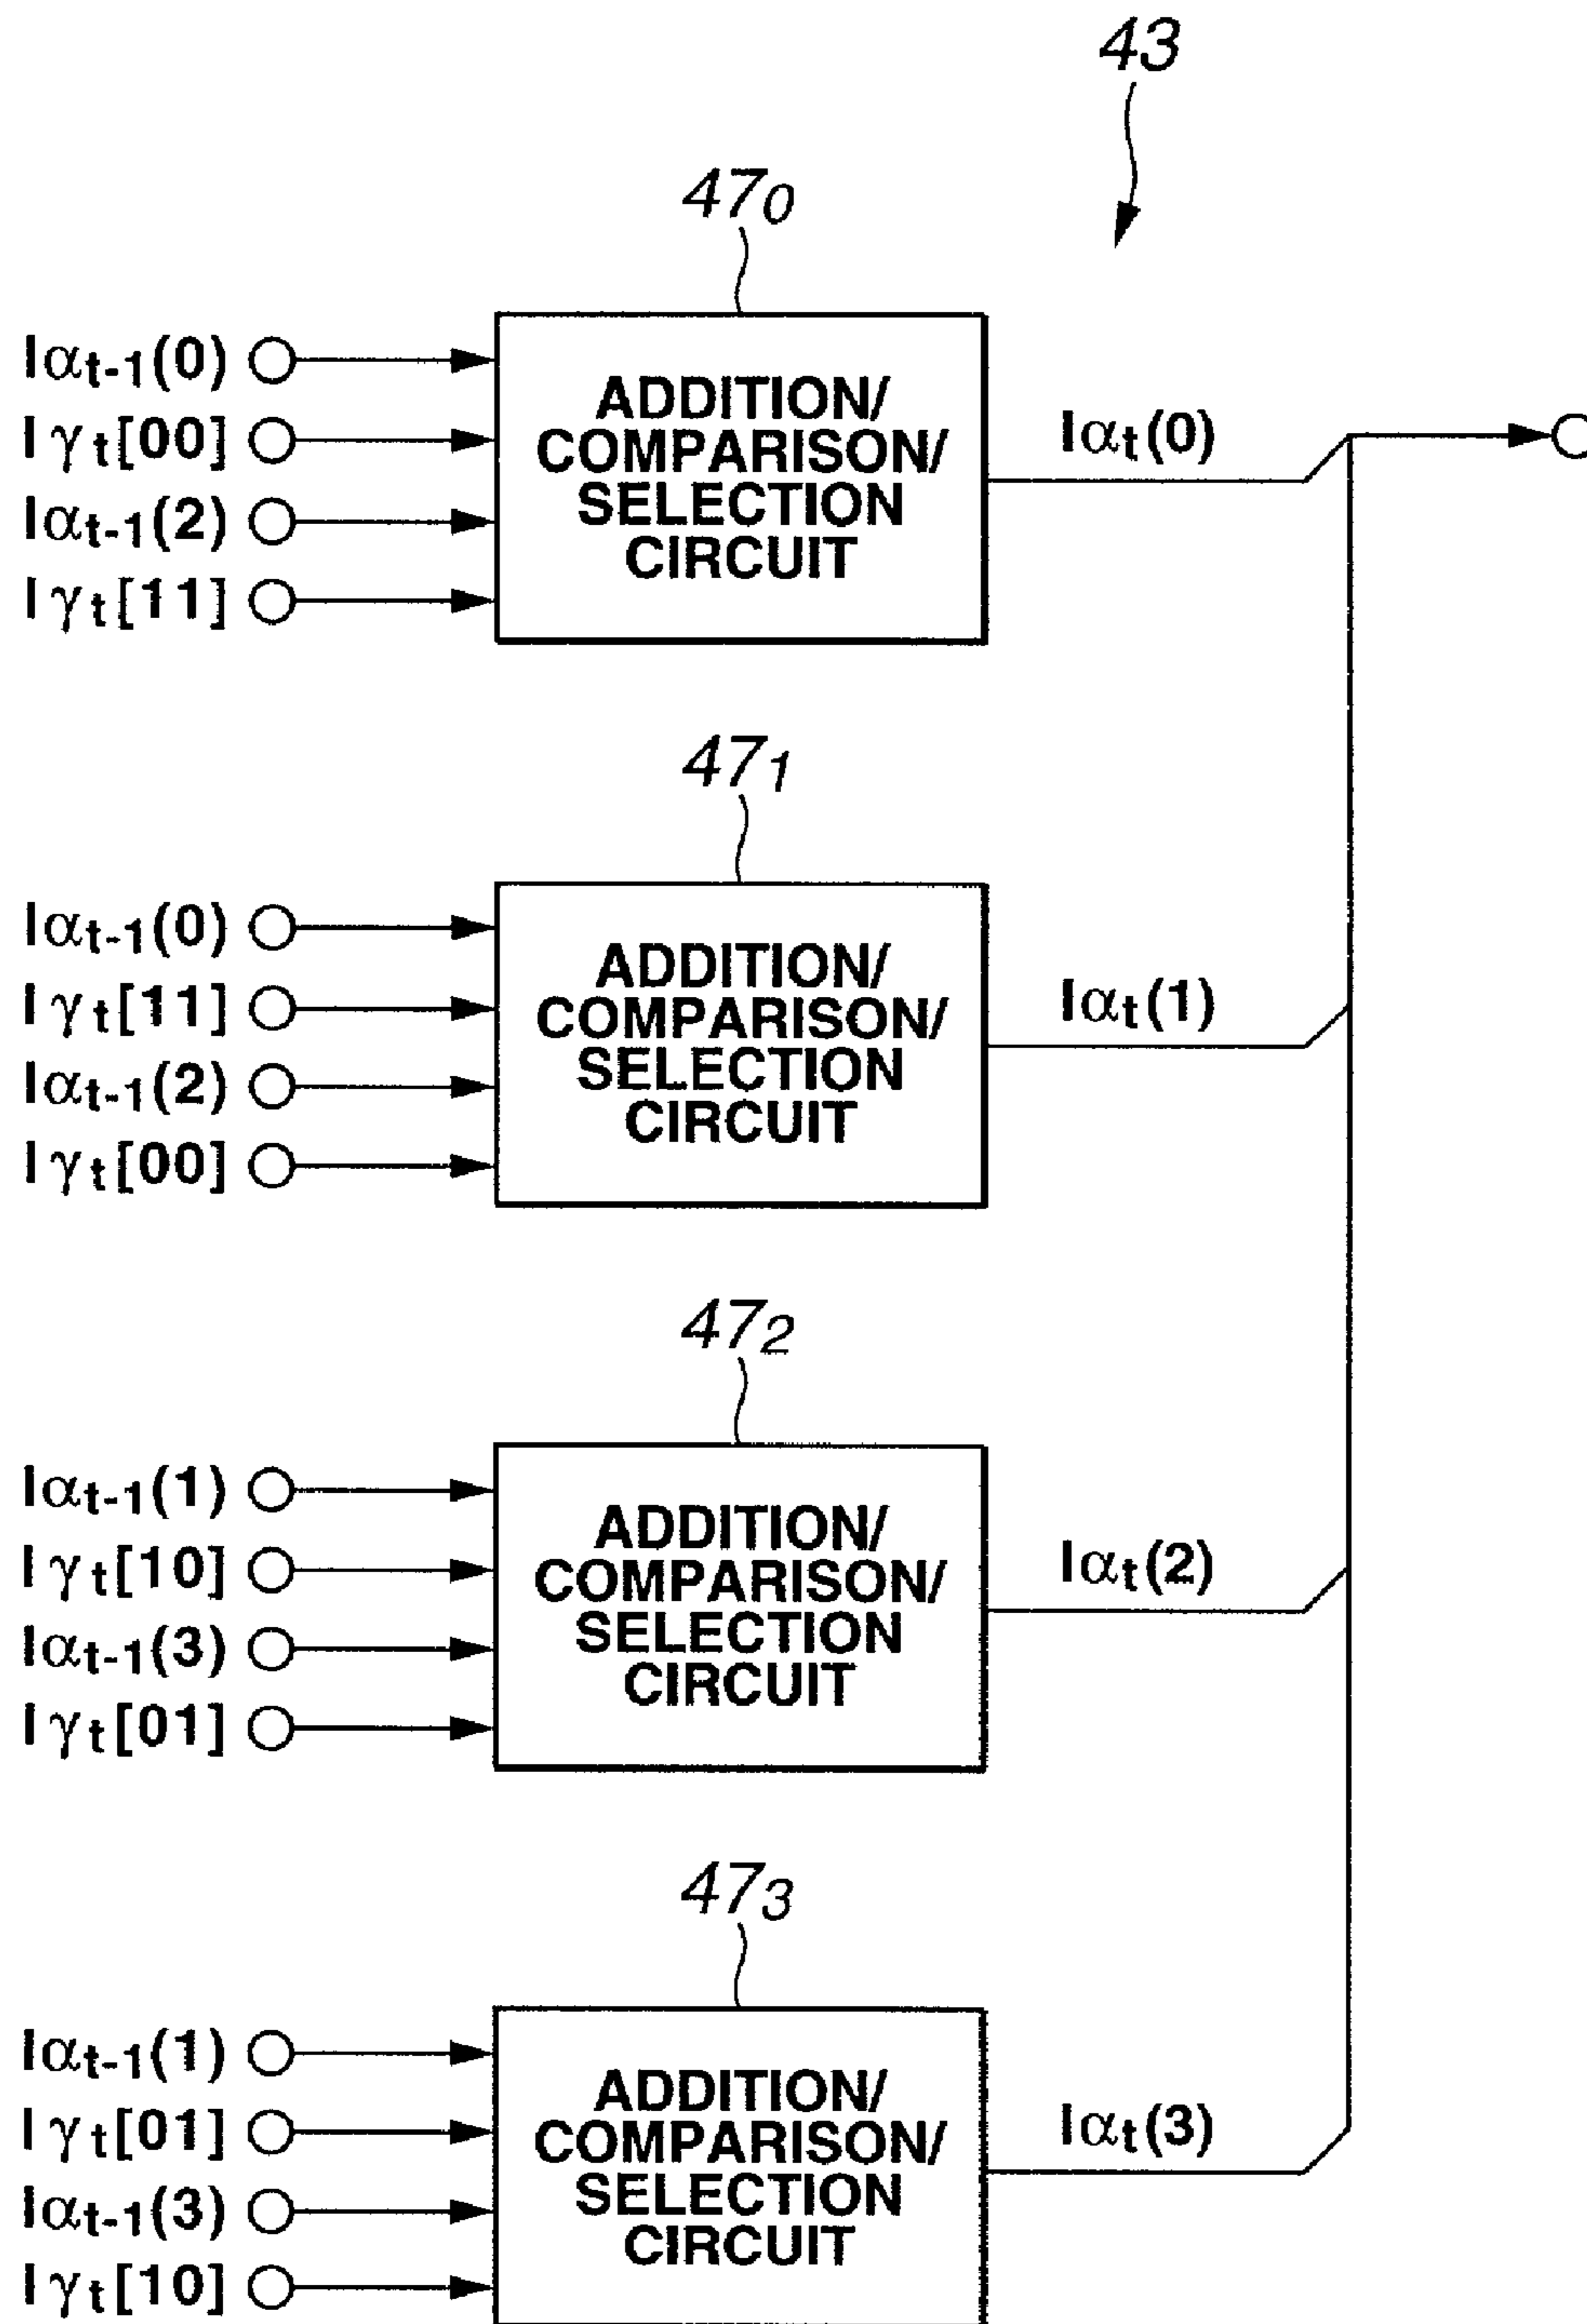 43
470
Iαt-1(0)
Iγt[00]
Iαt-1(2)
Iγt[11]
ADDITION/
COMPARISON/
SELECTION
CIRCUIT
Iαt(0)
471
Iαt-1(0)
Iγt[11]
Iαt-1(2)
Iγt[00]
ADDITION/
COMPARISON/
SELECTION
CIRCUIT
Iαt(1)
472
Iαt-1(1)
Iγt[10]
Iαt-1(3)
Iγt[01]
ADDITION/
COMPARISON/
SELECTION
CIRCUIT
Iαt(2)
473
Iαt-1(1)
Iγt[01]
Iαt-1(3)
Iγt[10]
ADDITION/
COMPARISON/
SELECTION
CIRCUIT
Iαt(3)